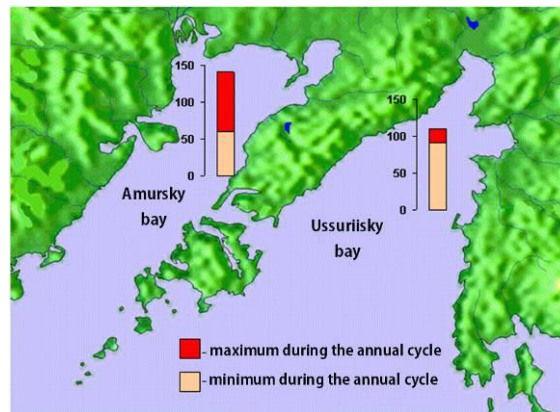 150
100
50
0
150
100
50
0
Amursky
bay
Ussuriisky
bay
- maximum during the annual cycle
- minimum during the annual cycle